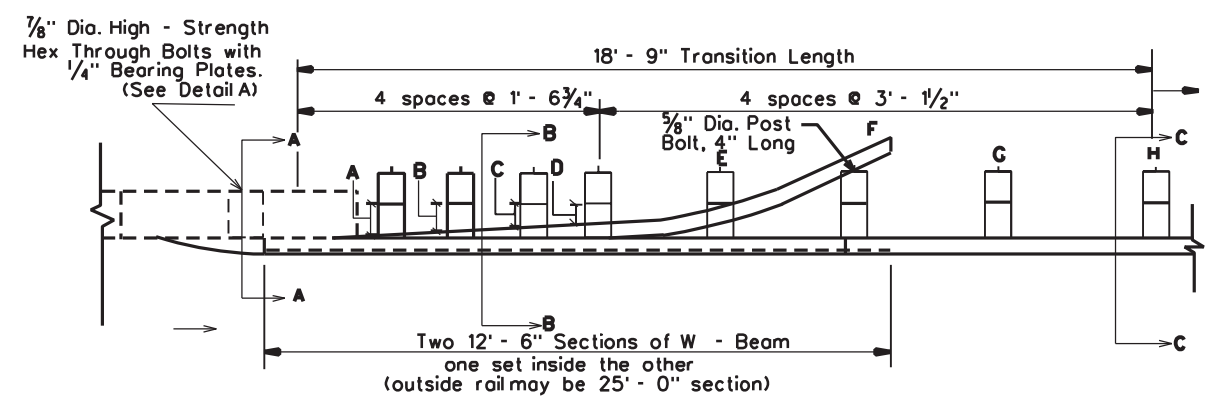 7/8" Dia. High - Strength
Hex Through Bolts with
1/4" Bearing Plates.
(See Detail A)
18' - 9" Transition Length
4 spaces @ 1' - 6 3/4"
4 spaces @ 3' - 1 1/2"
5/8" Dia. Post
Bolt, 4" Long
A
B
C
A
B
C
D
E
F
G
H
A
B
C
Two 12' - 6" Sections of W - Beam
one set inside the other
(outside rail may be 25' - 0" section)